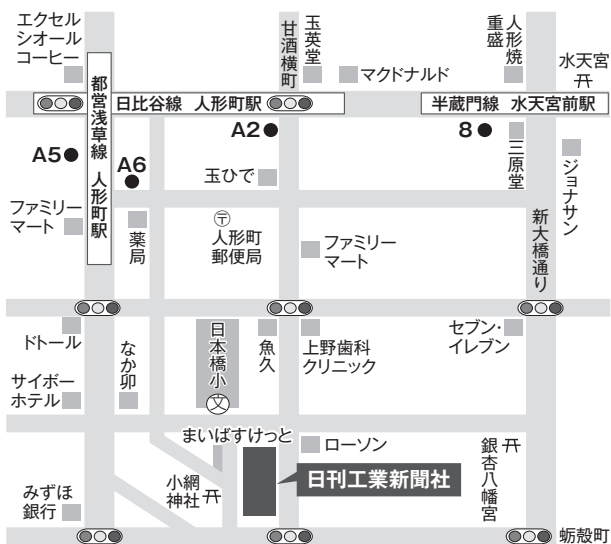 エクセル
シオール
コーヒー
甘酒横町
玉英堂
マクドナルド
人形焼
重盛
水天宮
都営浅草線 人形町駅
日比谷線 人形町駅
半蔵門線 水天宮前駅
A5
A6
A2
8
三原堂
ジョナサン
玉ひで
ファミリー
マート
薬局
〒
人形町
郵便局
ファミリー
マート
新大橋通り
ドトール
なか卯
日本橋小
文
魚久
上野歯科
クリニック
セブン・
イレブン
サイボー
ホテル
まいばすけっと
ローソン
日刊工業新聞社
小網
神社
銀杏八幡宮
みずほ
銀行
蛎殻町